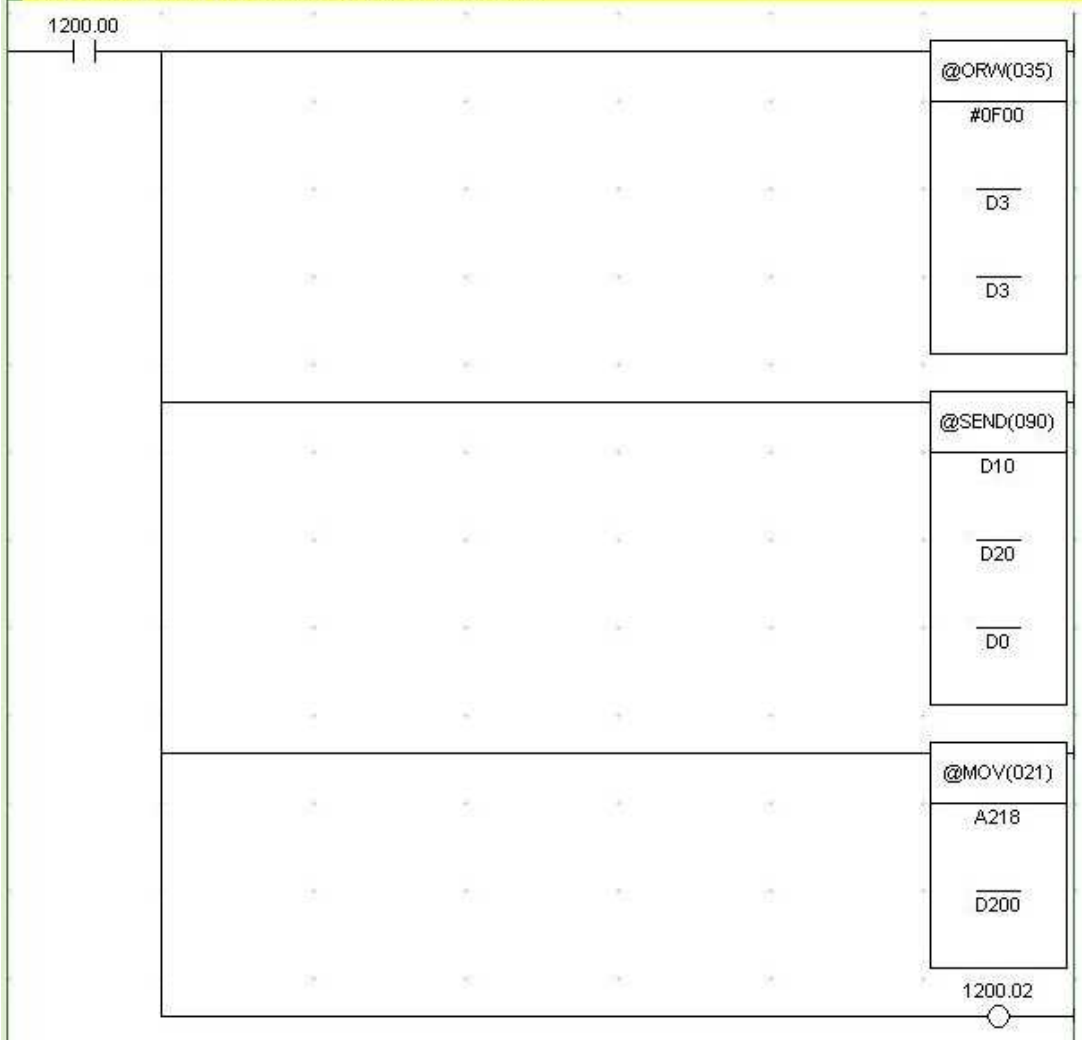 1200.00
@ORW(035)
#0F00
D3
D3
@SEND(090)
D10
D20
D0
@MOV(021)
A218
D200
1200.02